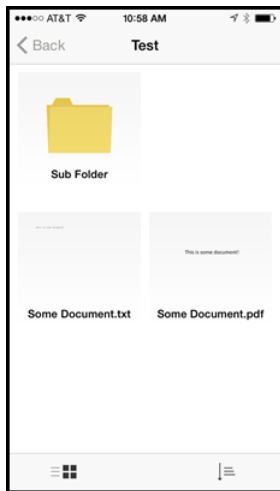 AT&T 10:58 AM
Back Test
Sub Folder
This is some document!
Some Document.txt Some Document.pdf